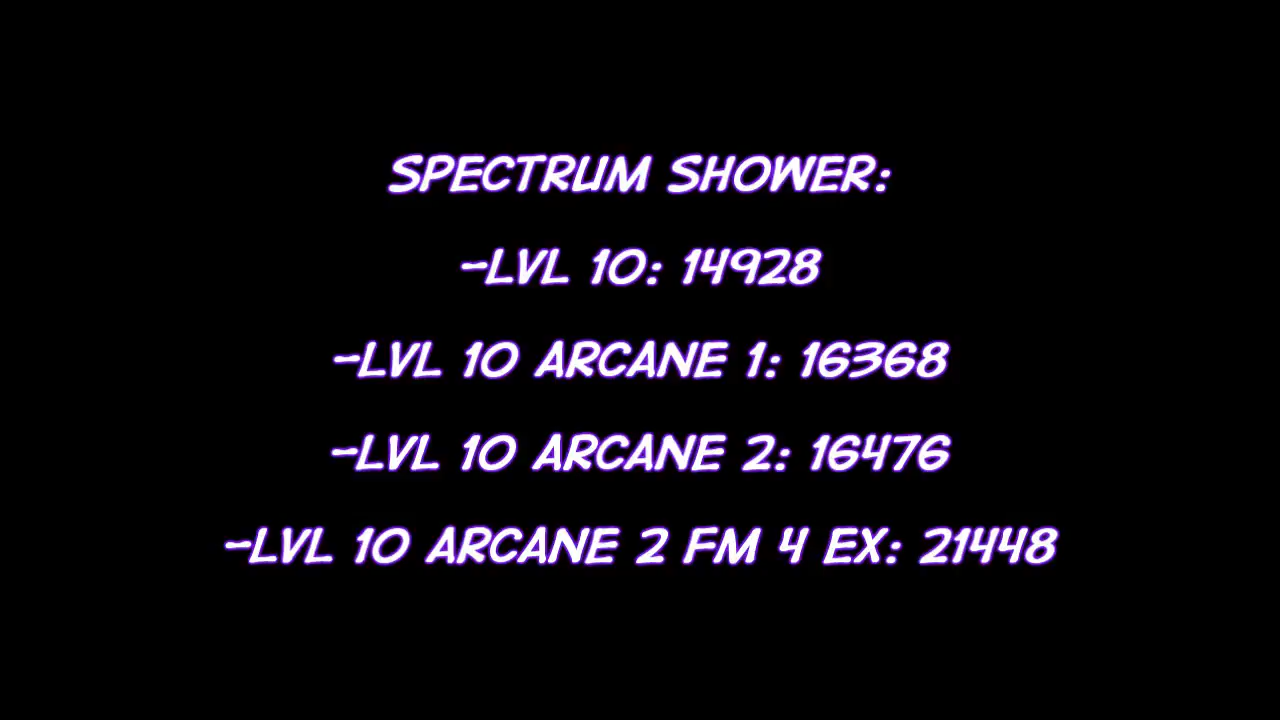 SPECTRUM SHOWER:
-LVL 10: 14928
-LVL 10 ARCANE 1: 16368
-LVL 10 ARCANE 2: 16476
-LVL 10 ARCANE 2 FM 4 EX: 21448